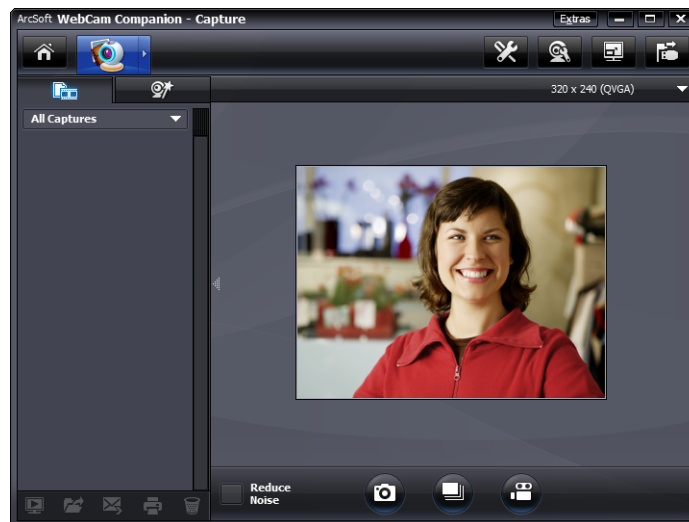 ArcSoft WebCam Companion - Capture
Extras
320 x 240 (QVGA)
All Captures
Reduce
Noise